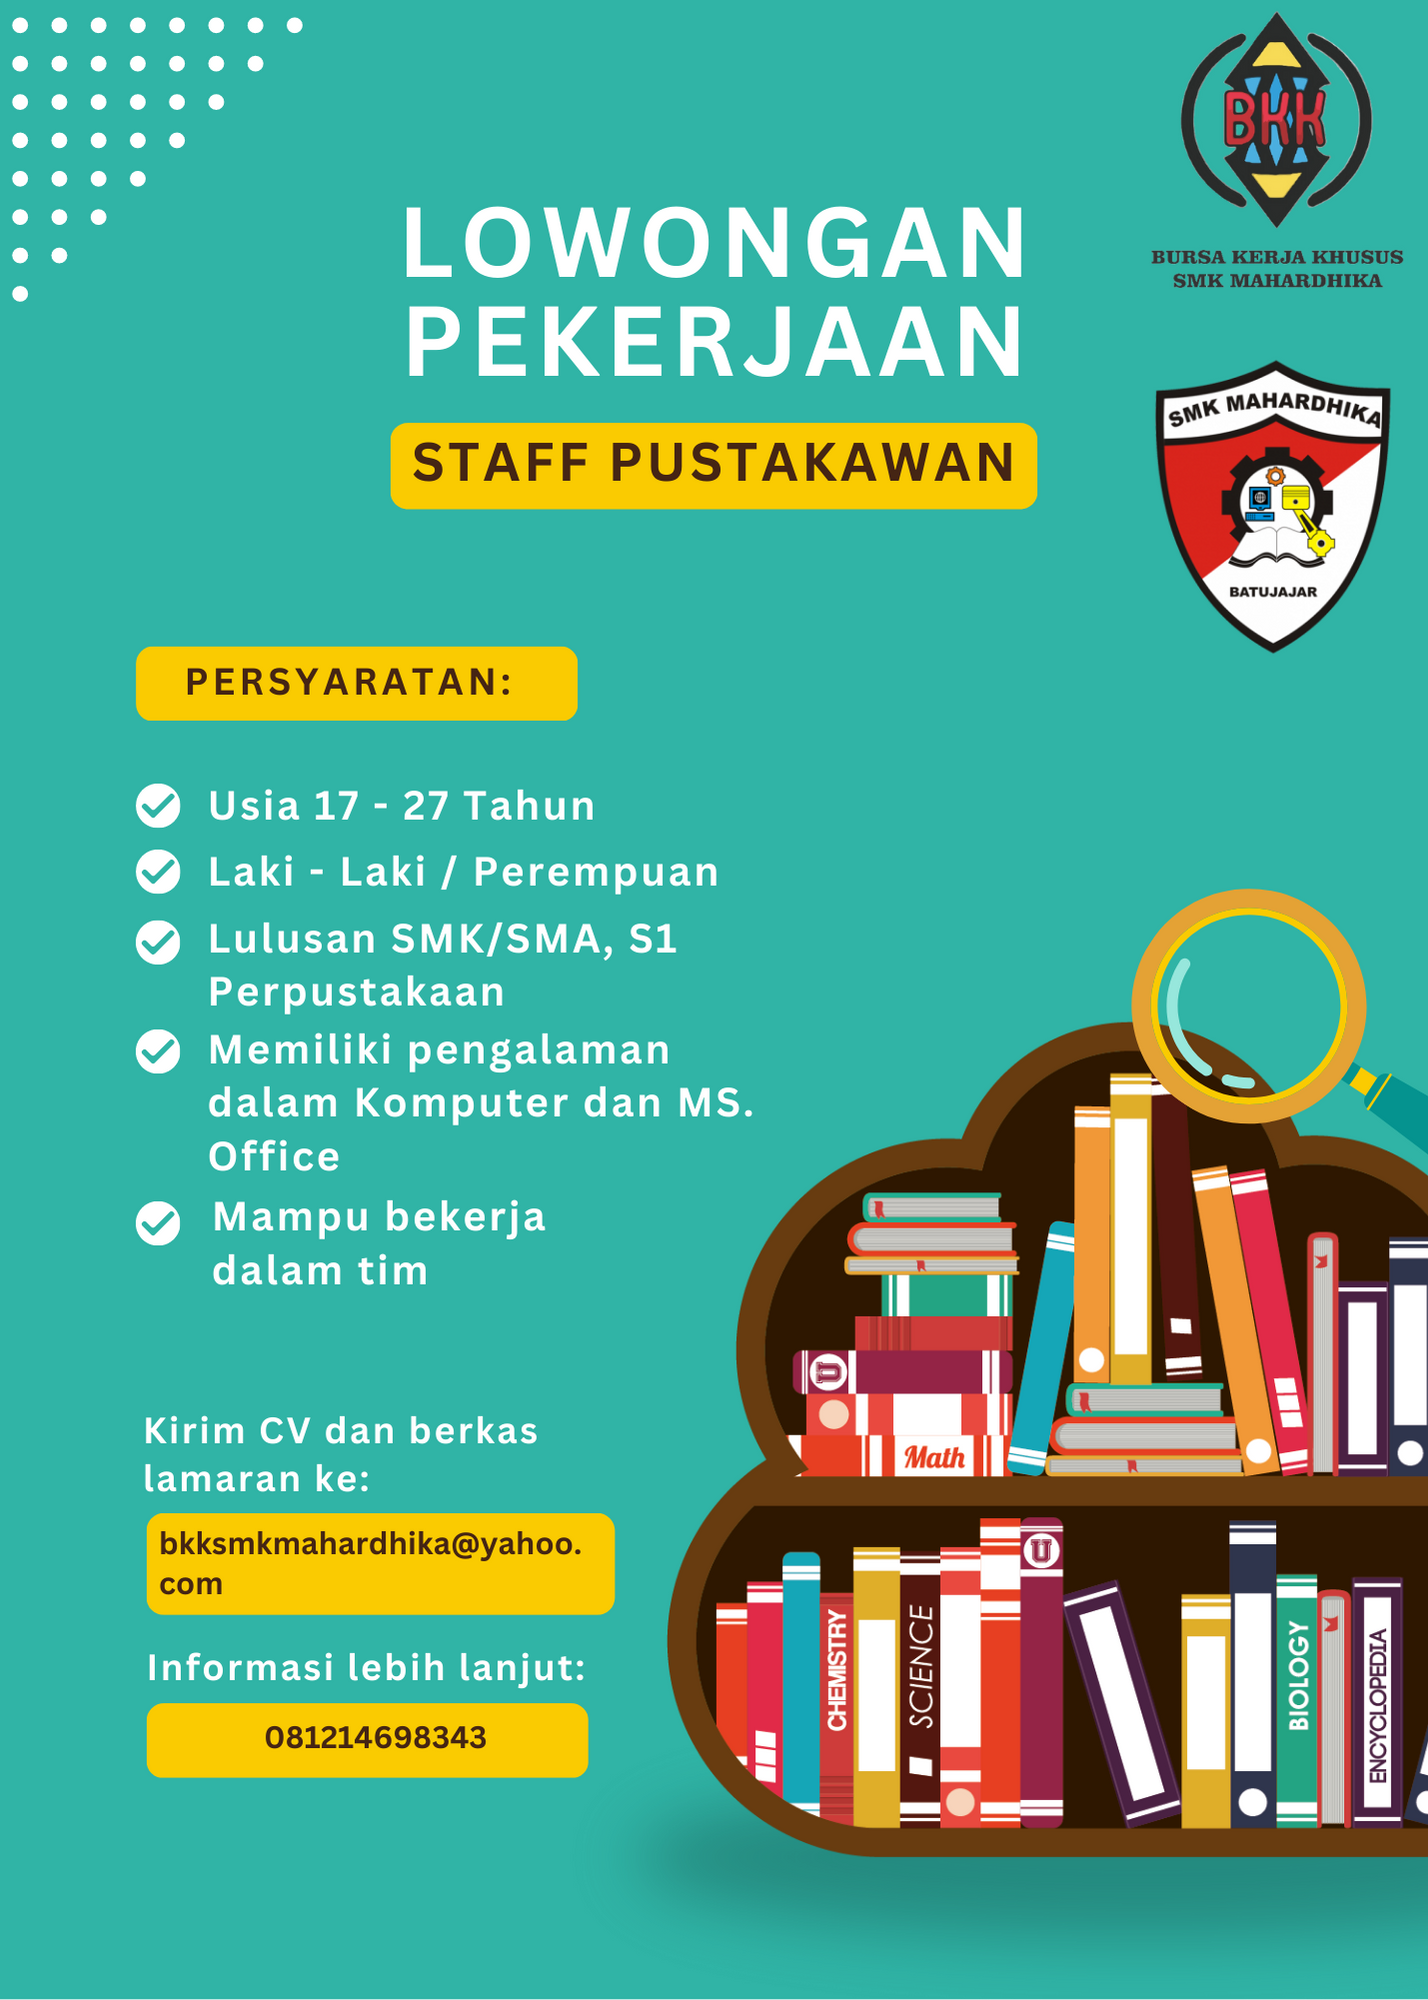 BKK
BURSA KERJA KHUSUS
SMK MAHARDHIKA
LOWONGAN
PEKERJAAN
STAFF PUSTAKAWAN
SMK MAHARDHIKA
BATUJAJAR
PERSYARATAN:
Usia 17 - 27 Tahun
Laki - Laki / Perempuan
Lulusan SMK/SMA, S1
Perpustakaan
Memiliki pengalaman
dalam Komputer dan MS.
Office
Mampu bekerja
dalam tim
Kirim CV dan berkas
lamaran ke:
bkksmkmahardhika@yahoo.
com
Informasi lebih lanjut:
081214698343
U
Math
U
CHEMISTRY
SCIENCE
BIOLOGY
ENCYCLOPEDIA